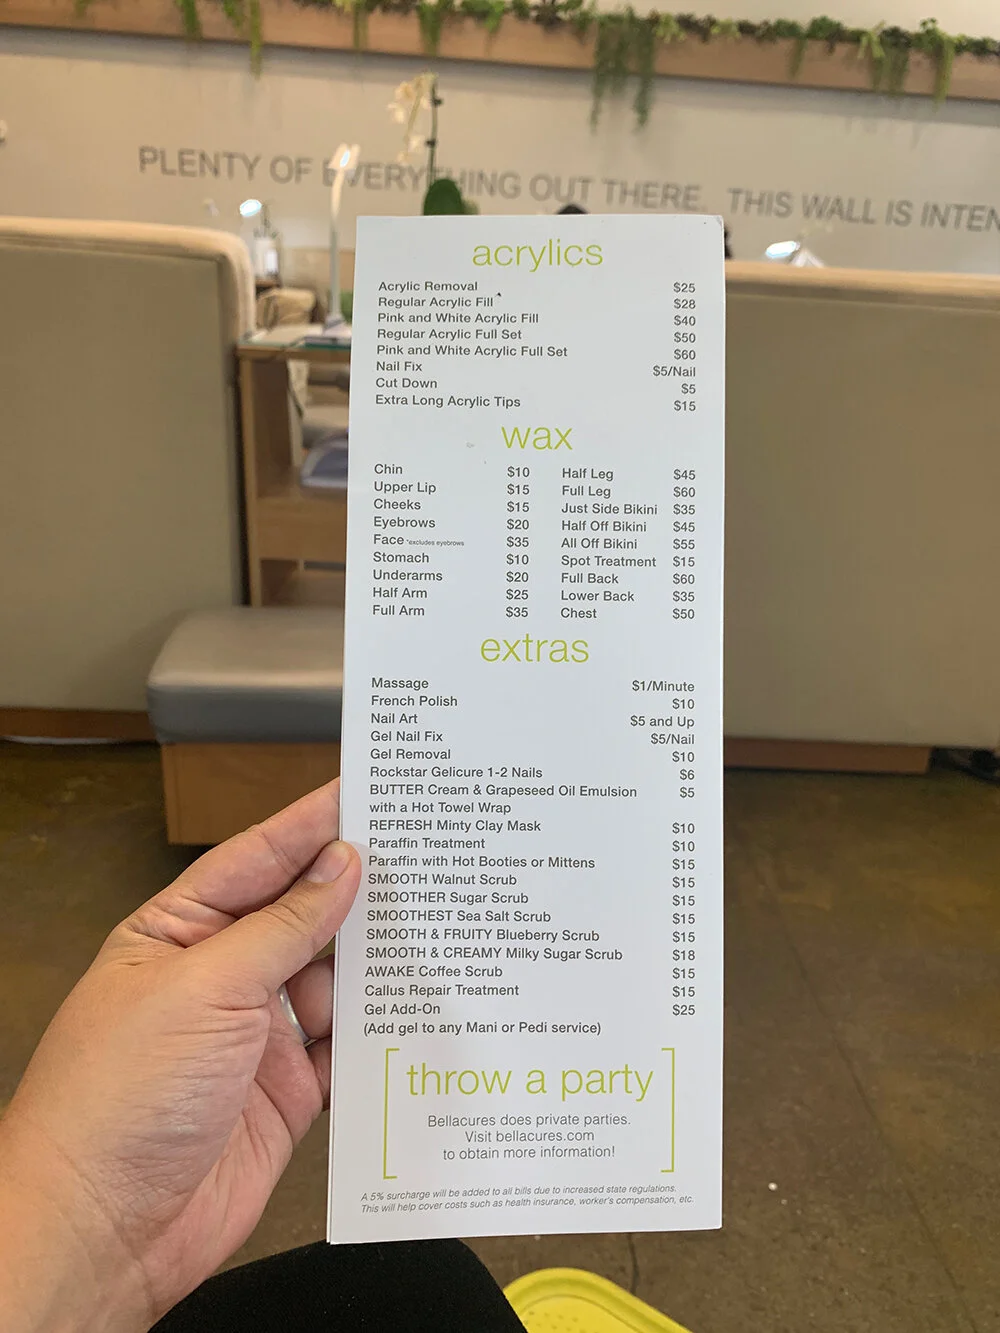 PLENTY OF EVERYTHING OUT THERE. THIS WALL IS INTEN
acrylics
Acrylic Removal $25
Regular Acrylic Fill $28
Pink and White Acrylic Fill $40
Regular Acrylic Full Set $50
Pink and White Acrylic Full Set $60
Nail Fix $5/Nail
Cut Down $5
Extra Long Acrylic Tips $15
wax
Chin $10 Half Leg $45
Upper Lip $15 Full Leg $60
Cheeks $15 Just Side Bikini $35
Eyebrows $20 Half Off Bikini $45
Face *excludes eyebrows $35 All Off Bikini $55
Stomach $10 Spot Treatment $15
Underarms $20 Full Back $60
Half Arm $25 Lower Back $35
Full Arm $35 Chest $50
extras
Massage $1/Minute
French Polish $10
Nail Art $5 and Up
Gel Nail Fix $5/Nail
Gel Removal $10
Rockstar Gelicure 1-2 Nails $6
BUTTER Cream & Grapeseed Oil Emulsion $5
with a Hot Towel Wrap
REFRESH Minty Clay Mask $10
Paraffin Treatment $10
Paraffin with Hot Booties or Mittens $15
SMOOTH Walnut Scrub $15
SMOOTHER Sugar Scrub $15
SMOOTHEST Sea Salt Scrub $15
SMOOTH & FRUITY Blueberry Scrub $15
SMOOTH & CREAMY Milky Sugar Scrub $18
AWAKE Coffee Scrub $15
Callus Repair Treatment $15
Gel Add-On $25
(Add gel to any Mani or Pedi service)
throw a party
Bellacures does private parties.
Visit bellacures.com
to obtain more information!
A 5% surcharge will be added to all bills due to increased state regulations.
This will help cover costs such as health insurance, worker's compensation, etc.